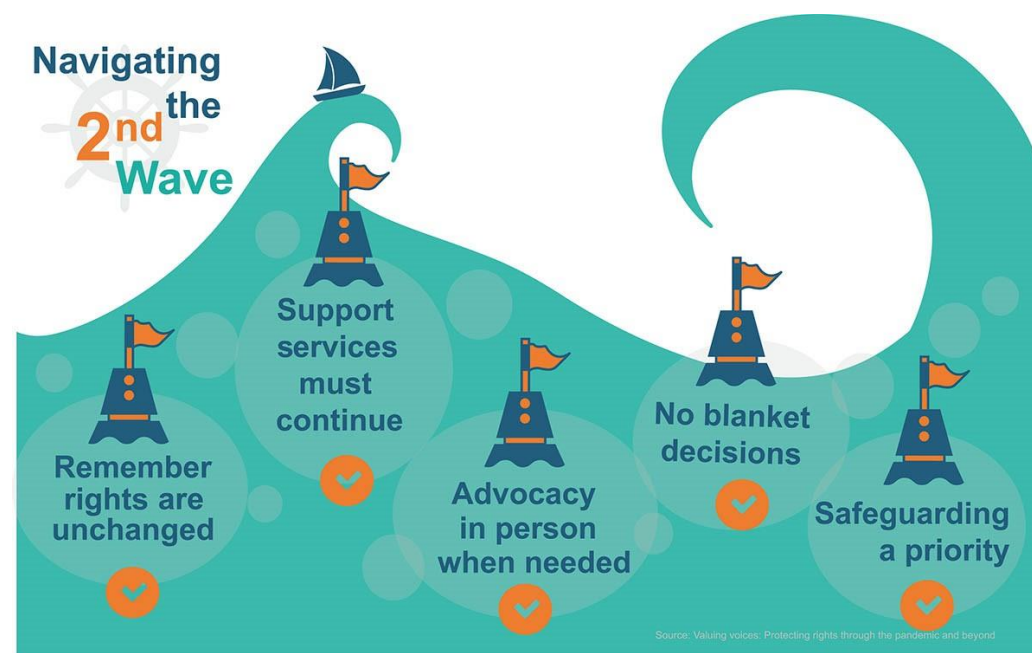 Navigating
the
2nd
Wave
Remember
rights are
unchanged
Support
services
must
continue
Advocacy
in person
when needed
No blanket
decisions
Safeguarding
a priority
Source: Valuing voices: Protecting rights through the pandemic and beyond